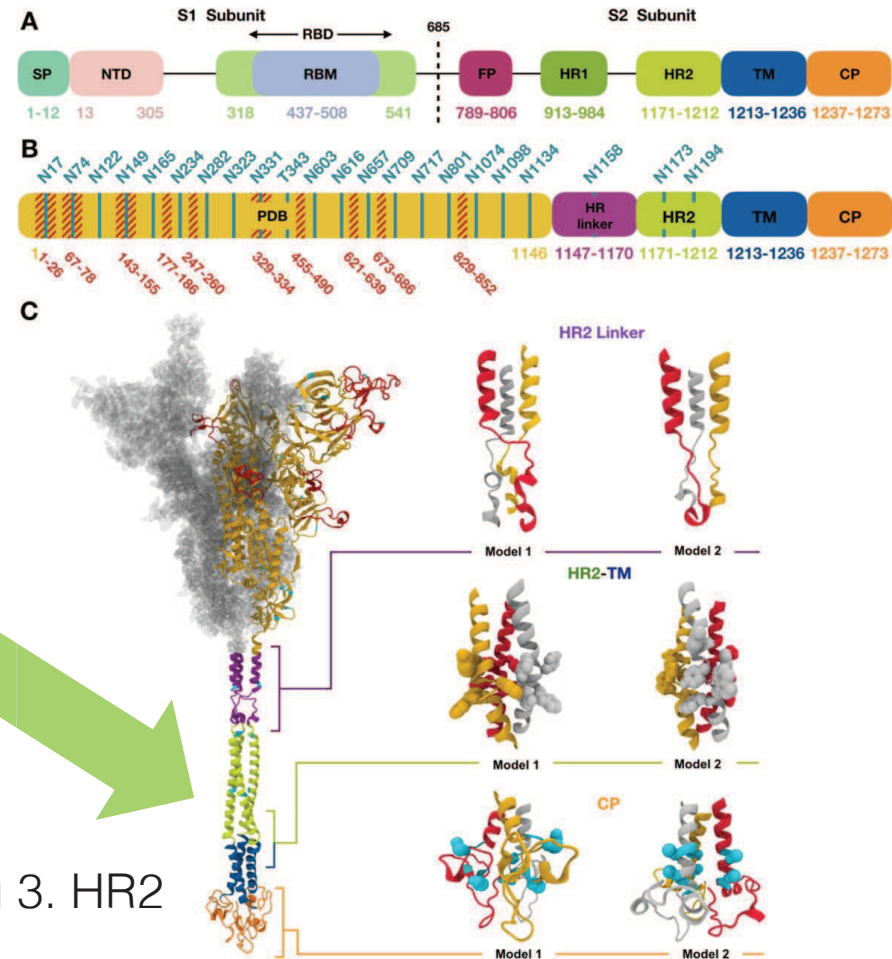 S1 Subunit
S2 Subunit
A
RBD
685
SP
NTD
RBM
FP
HR1
HR2
TM
CP
1-12
13
305
318
437-508
541
789-806
913-984
1171-1212
1213-1236
1237-1273
B
N17
N74
N122
N149
N165
N234
N282
N323
N331
T343
N603
N616
N657
N709
N717
N801
N1074
N1098
N1134
N1158
N1173
N1194
PDB
HR
linker
HR2
TM
CP
1
1-26
67-78
143-155
177-186
247-260
329-334
455-490
621-639
673-686
829-852
1146
1147-1170
1171-1212
1213-1236
1237-1273
C
HR2 Linker
Model 1
Model 2
HR2-TM
Model 1
Model 2
CP
3. HR2
Model 1
Model 2